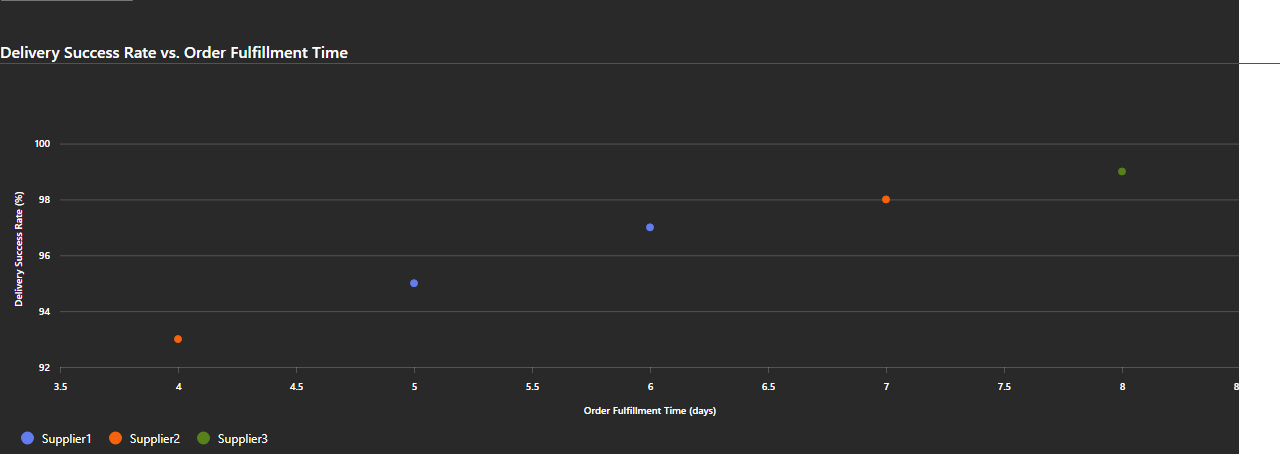 Delivery Success Rate vs. Order Fulfillment Time
100
98
96
94
92
Delivery Success Rate (%)
3.5 4 4.5 5 5.5 6 6.5 7 7.5 8 8
Order Fulfillment Time (days)
Supplier1 Supplier2 Supplier3